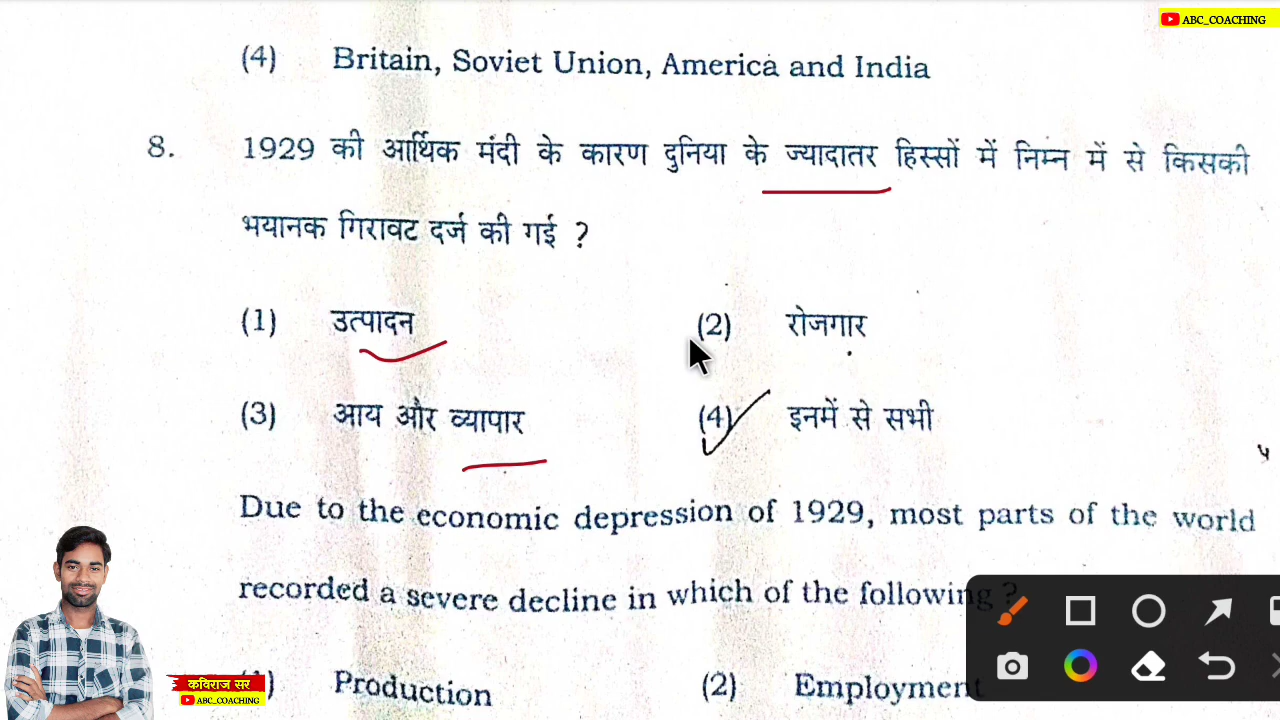 ABC_COACHING
(4) Britain, Soviet Union, America and India
8. 1929 की आर्थिक मंदी के कारण दुनिया के ज्यादातर हिस्सों में निम्न में से किसकी
भयानक गिरावट दर्ज की गई ?
(1) उत्पादन (2) रोजगार
(3) आय और व्यापार (4) इनमें से सभी
Due to the economic depression of 1929, most parts of the world
recorded a severe decline in which of the following ?
(1) Production (2) Employment
कविराज सर
ABC_COACHING